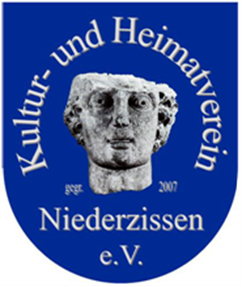 Kultur- und Heimatverein
gegr. 2007
Niederzissen
e.V.